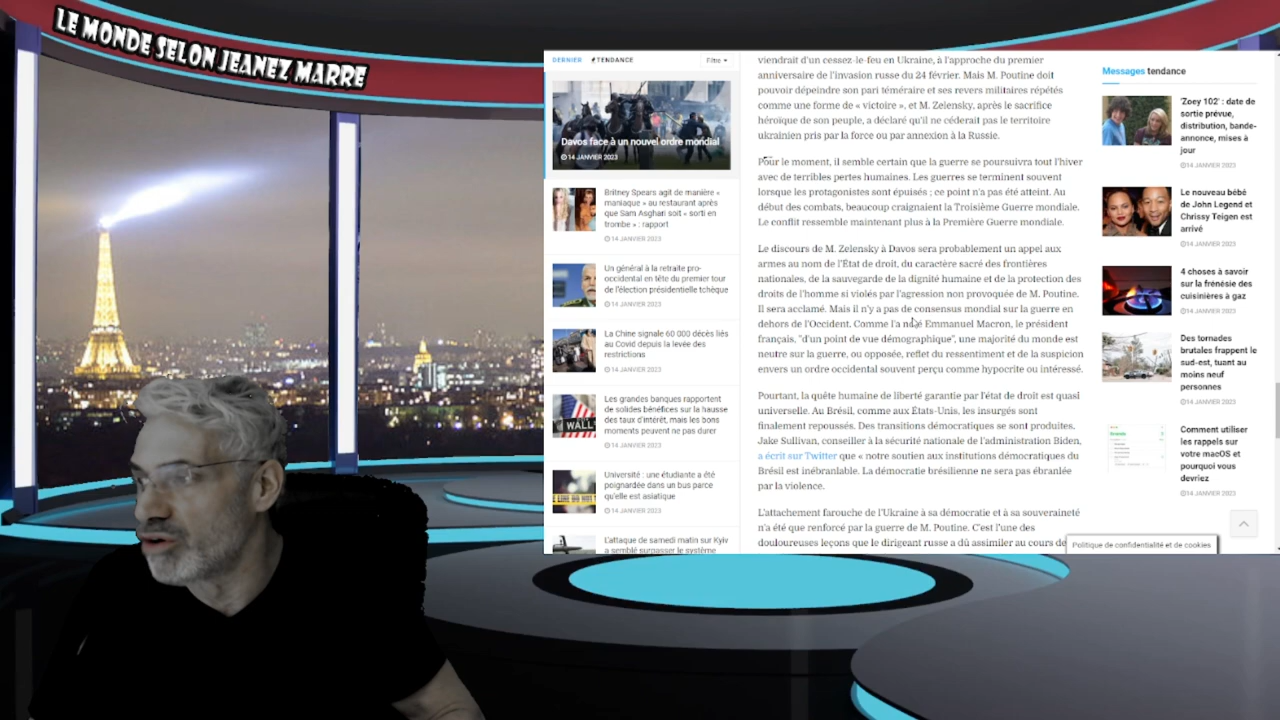 LE MONDE SELON JEANEZ MARRE
DERNIER
TENDANCE
Filtre
Davos face à un nouvel ordre mondial
14 JANVIER 2023
Britney Spears agit de manière «
maniaque » au restaurant après
que Sam Asghari soit « sorti en
trombe » : rapport
14 JANVIER 2023
Un général à la retraite pro-
occidental en tête du premier tour
de l'élection présidentielle tchèque
14 JANVIER 2023
La Chine signale 60 000 décès liés
au Covid depuis la levée des
restrictions
14 JANVIER 2023
Les grandes banques rapportent
de solides bénéfices sur la hausse
des taux d'intérêt, mais les bons
moments peuvent ne pas durer
14 JANVIER 2023
WALL
Université : une étudiante a été
poignardée dans un bus parce
qu'elle est asiatique
14 JANVIER 2023
L'attaque de samedi matin sur Kyiv
a semblé surpasser le système
viendrait d'un cessez-le-feu en Ukraine, à l'approche du premier
anniversaire de l'invasion russe du 24 février. Mais M. Poutine doit
pouvoir dépeindre son pari téméraire et ses revers militaires répétés
comme une forme de « victoire », et M. Zelensky, après le sacrifice
héroïque de son peuple, a déclaré qu'il ne céderait pas le territoire
ukrainien pris par la force ou par annexion à la Russie.
Pour le moment, il semble certain que la guerre se poursuivra tout l'hiver
avec de terribles pertes humaines. Les guerres se terminent souvent
lorsque les protagonistes sont épuisés ; ce point n'a pas été atteint. Au
début des combats, beaucoup craignaient la Troisième Guerre mondiale.
Le conflit ressemble maintenant plus à la Première Guerre mondiale.
Le discours de M. Zelensky à Davos sera probablement un appel aux
armes au nom de l'État de droit, du caractère sacré des frontières
nationales, de la sauvegarde de la dignité humaine et de la protection des
droits de l'homme si violés par l'agression non provoquée de M. Poutine.
Il sera acclamé. Mais il n'y a pas de consensus mondial sur la guerre en
dehors de l'Occident. Comme l'a noté Emmanuel Macron, le président
français, "d'un point de vue démographique", une majorité du monde est
neutre sur la guerre, ou opposée, reflet du ressentiment et de la suspicion
envers un ordre occidental souvent perçu comme hypocrite ou intéressé.
Pourtant, la quête humaine de liberté garantie par l'état de droit est quasi
universelle. Au Brésil, comme aux États-Unis, les insurgés sont
finalement repoussés. Des transitions démocratiques se sont produites.
Jake Sullivan, conseiller à la sécurité nationale de l'administration Biden,
a écrit sur Twitter que « notre soutien aux institutions démocratiques du
Brésil est inébranlable. La démocratie brésilienne ne sera pas ébranlée
par la violence.
L'attachement farouche de l'Ukraine à sa démocratie et à sa souveraineté
n'a été que renforcé par la guerre de M. Poutine. C'est l'une des
douloureuses leçons que le dirigeant russe a dû assimiler au cours de
Messages tendance
'Zoey 102' : date de
sortie prévue,
distribution, bande-
annonce, mises à
jour
14 JANVIER 2023
Le nouveau bébé
de John Legend et
Chrissy Teigen est
arrivé
14 JANVIER 2023
4 choses à savoir
sur la frénésie des
cuisinières à gaz
14 JANVIER 2023
Des tornades
brutales frappent le
sud-est, tuant au
moins neuf
personnes
14 JANVIER 2023
Comment utiliser
les rappels sur
votre macOS et
pourquoi vous
devriez
14 JANVIER 2023
Politique de confidentialité et de cookies